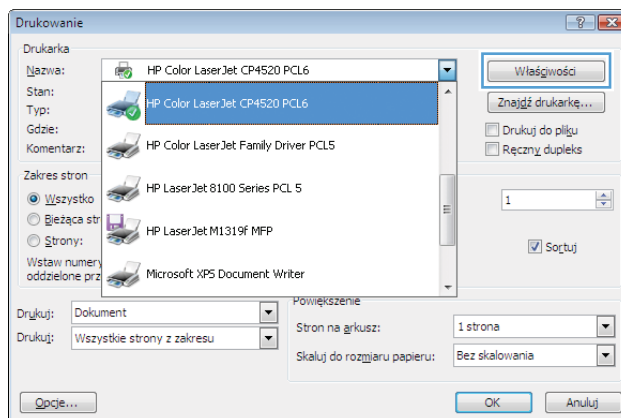 Drukowanie
Drukarka
Nazwa: HP Color LaserJet CP4520 PCL6 Właściwości
Stan: HP Color LaserJet CP4520 PCL6 Znajdź drukarkę...
Typ:
Gdzie: HP Color LaserJet Family Driver PCL5 Drukuj do pliku
Komentarz: Ręczny dupleks
Zakres stron HP LaserJet 8100 Series PCL 5
Wszystko 1
Bieżąca str HP LaserJet M1319f MFP
Strony: Sortuj
Wstaw numery
oddzielone prz Microsoft XPS Document Writer
Drukuj: Dokument Powiększenie
Drukuj: Wszystkie strony z zakresu Stron na arkusz: 1 strona
Skaluj do rozmiaru papieru: Bez skalowania
Opcje... OK Anuluj